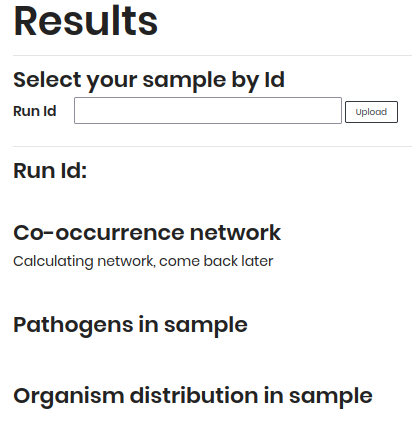 Results
Select your sample by Id
Run Id Upload
Run Id:
Co-occurrence network
Calculating network, come back later
Pathogens in sample
Organism distribution in sample